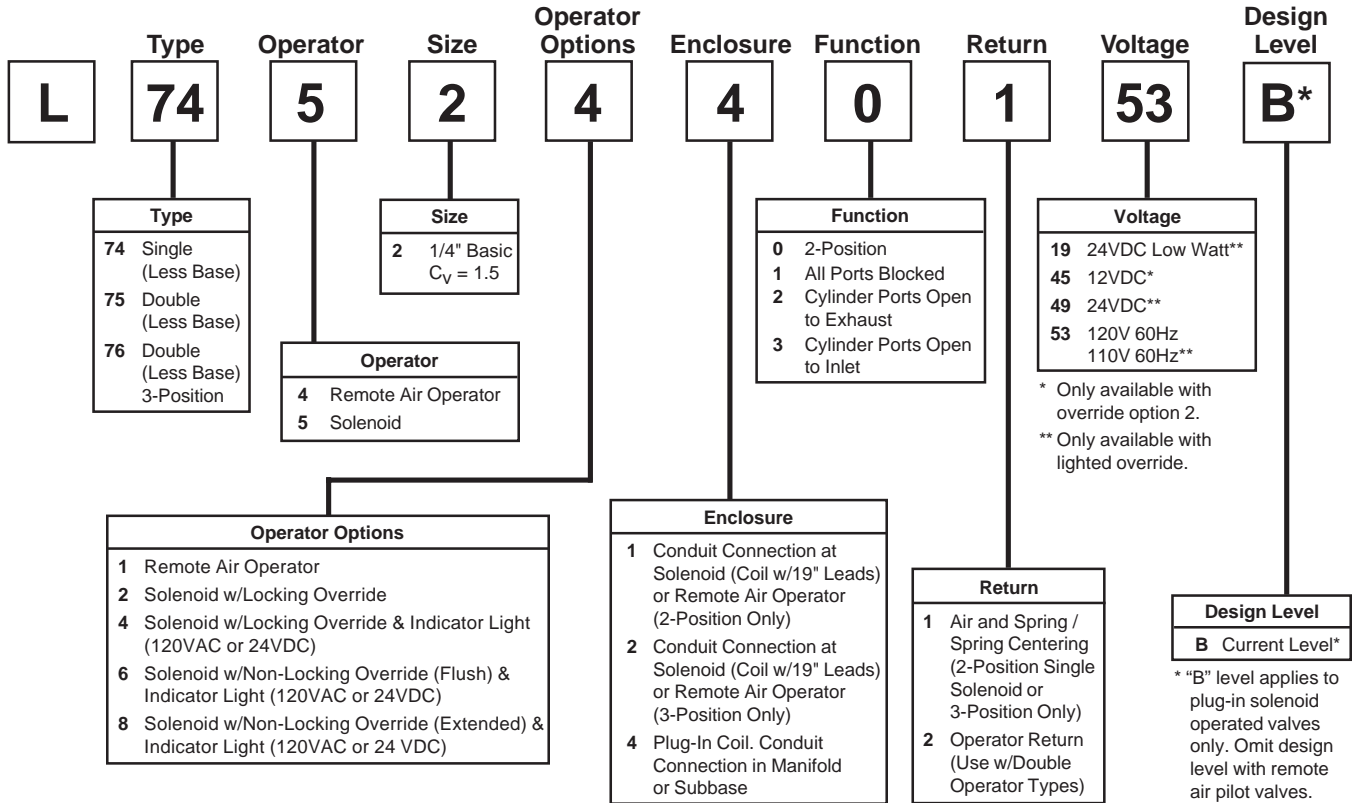 Type
Operator
Size
Operator
Options
Enclosure
Function
Return
Voltage
Design
Level
L
74
5
2
4
4
0
1
53
B*
Type
74 Single
(Less Base)
75 Double
(Less Base)
76 Double
(Less Base)
3-Position
Size
2 1/4" Basic
CV = 1.5
Operator
4 Remote Air Operator
5 Solenoid
Function
0 2-Position
1 All Ports Blocked
2 Cylinder Ports Open
to Exhaust
3 Cylinder Ports Open
to Inlet
Voltage
19 24VDC Low Watt**
45 12VDC*
49 24VDC**
53 120V 60Hz
110V 60Hz**
* Only available with
override option 2.
** Only available with
lighted override.
Operator Options
1 Remote Air Operator
2 Solenoid w/Locking Override
4 Solenoid w/Locking Override & Indicator Light
(120VAC or 24VDC)
6 Solenoid w/Non-Locking Override (Flush) &
Indicator Light (120VAC or 24VDC)
8 Solenoid w/Non-Locking Override (Extended) &
Indicator Light (120VAC or 24 VDC)
Enclosure
1 Conduit Connection at
Solenoid (Coil w/19" Leads)
or Remote Air Operator
(2-Position Only)
2 Conduit Connection at
Solenoid (Coil w/19" Leads)
or Remote Air Operator
(3-Position Only)
4 Plug-In Coil. Conduit
Connection in Manifold
or Subbase
Return
1 Air and Spring /
Spring Centering
(2-Position Single
Solenoid or
3-Position Only)
2 Operator Return
(Use w/Double
Operator Types)
Design Level
B Current Level*
* “B” level applies to
plug-in solenoid
operated valves
only. Omit design
level with remote
air pilot valves.